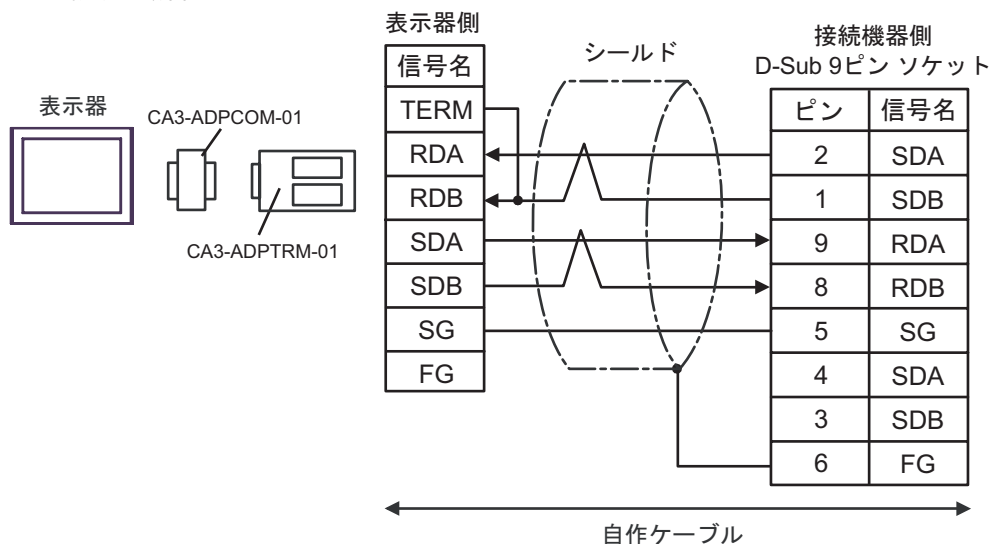 表示器
CA3-ADPCOM-01
CA3-ADPTRM-01
表示器側
信号名
TERM
RDA
RDB
SDA
SDB
SG
FG
シールド
接続機器側
D-Sub 9ピン ソケット
ピン 信号名
2 SDA
1 SDB
9 RDA
8 RDB
5 SG
4 SDA
3 SDB
6 FG
自作ケーブル